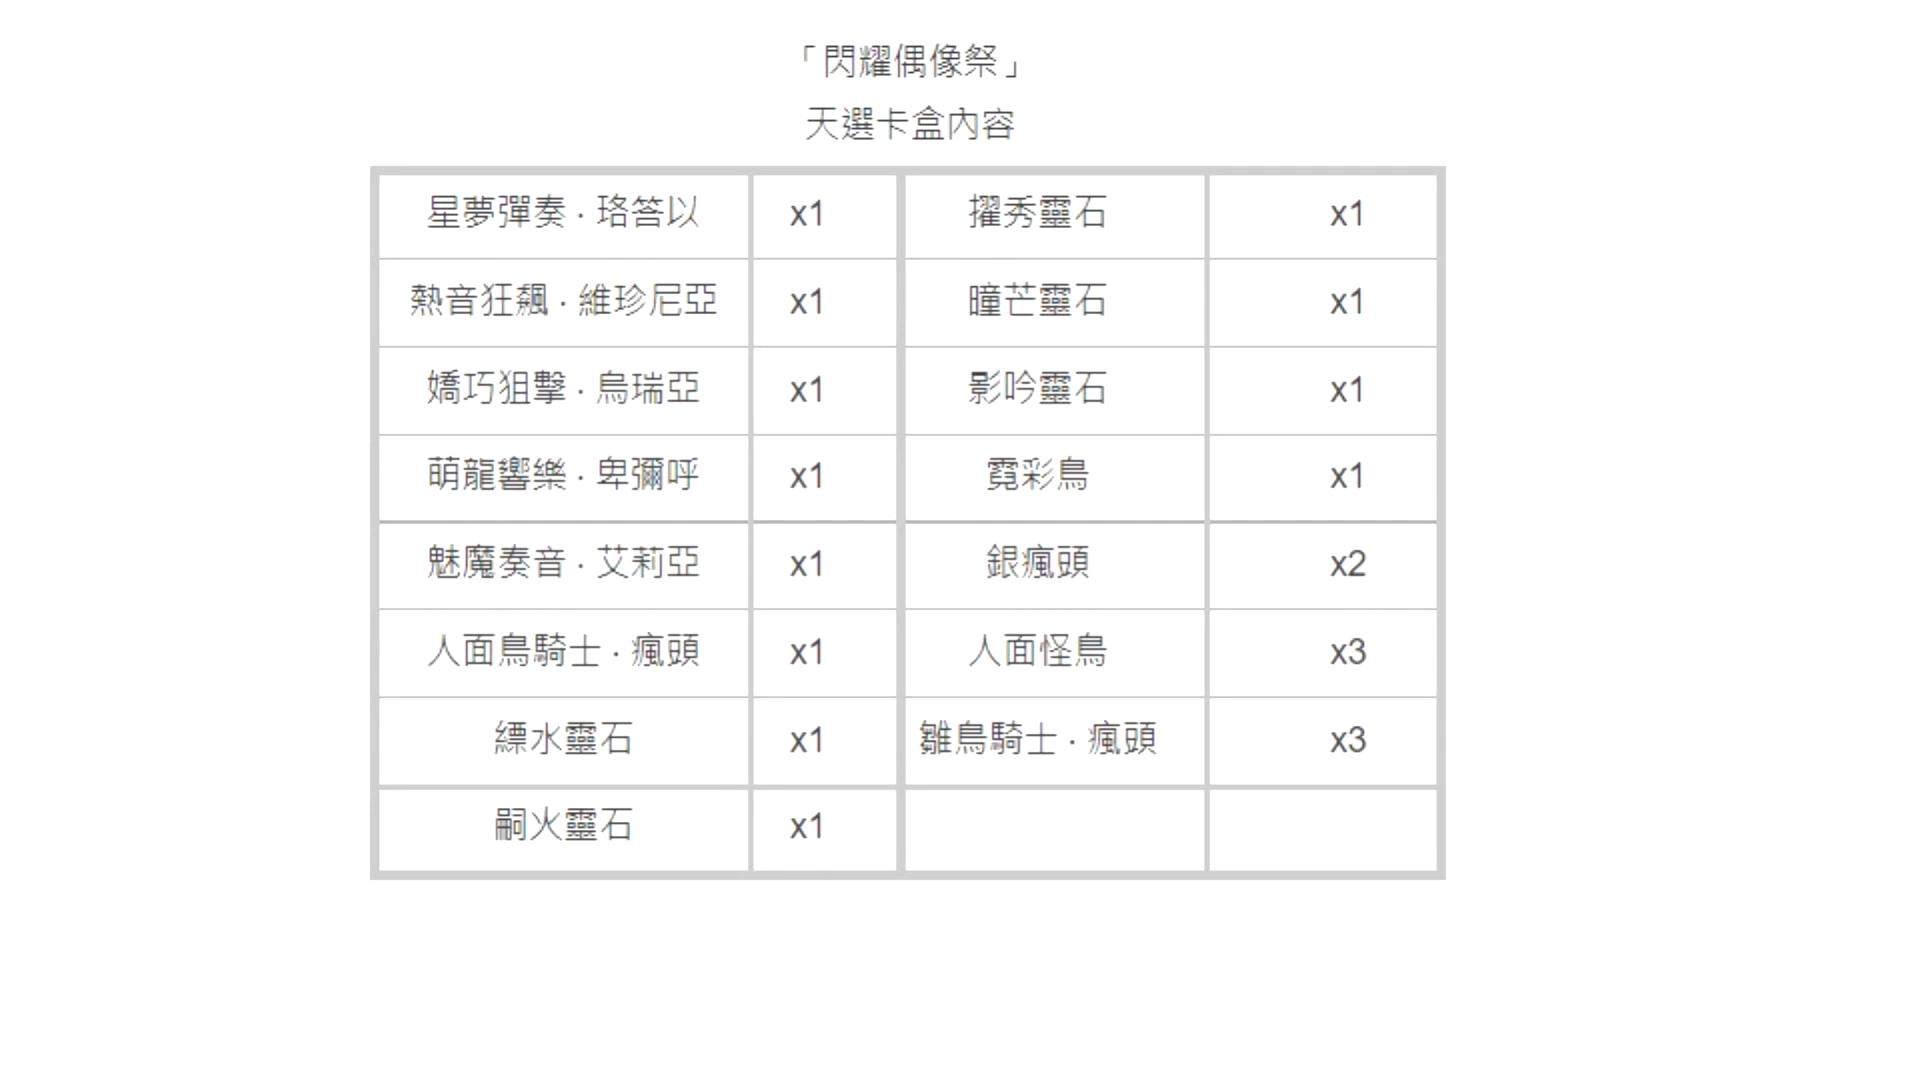 「閃耀偶像祭」
天選卡盒內容
星夢彈奏．珞答以 x1 擢秀靈石 x1
熱音狂飆．維珍尼亞 x1 曈芒靈石 x1
嬌巧狙擊．烏瑞亞 x1 影吟靈石 x1
萌龍響樂．卑彌呼 x1 霓彩鳥 x1
魅魔奏音．艾莉亞 x1 銀瘋頭 x2
人面鳥騎士．瘋頭 x1 人面怪鳥 x3
縹水靈石 x1 雛鳥騎士．瘋頭 x3
嗣火靈石 x1